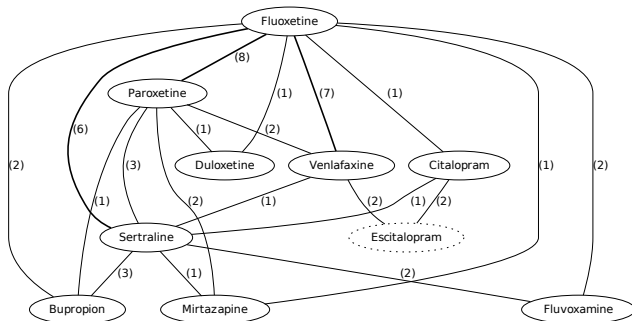 Fluoxetine
(8)
Paroxetine
(1)
(7)
(1)
(6)
(1)
(2)
(3)
Duloxetine
Venlafaxine
Citalopram
(2)
(1)
(2)
(2)
(1)
(2)
(1)
(2)
(1)
(2)
Sertraline
Escitalopram
(3)
(1)
(2)
Bupropion
Mirtazapine
Fluvoxamine